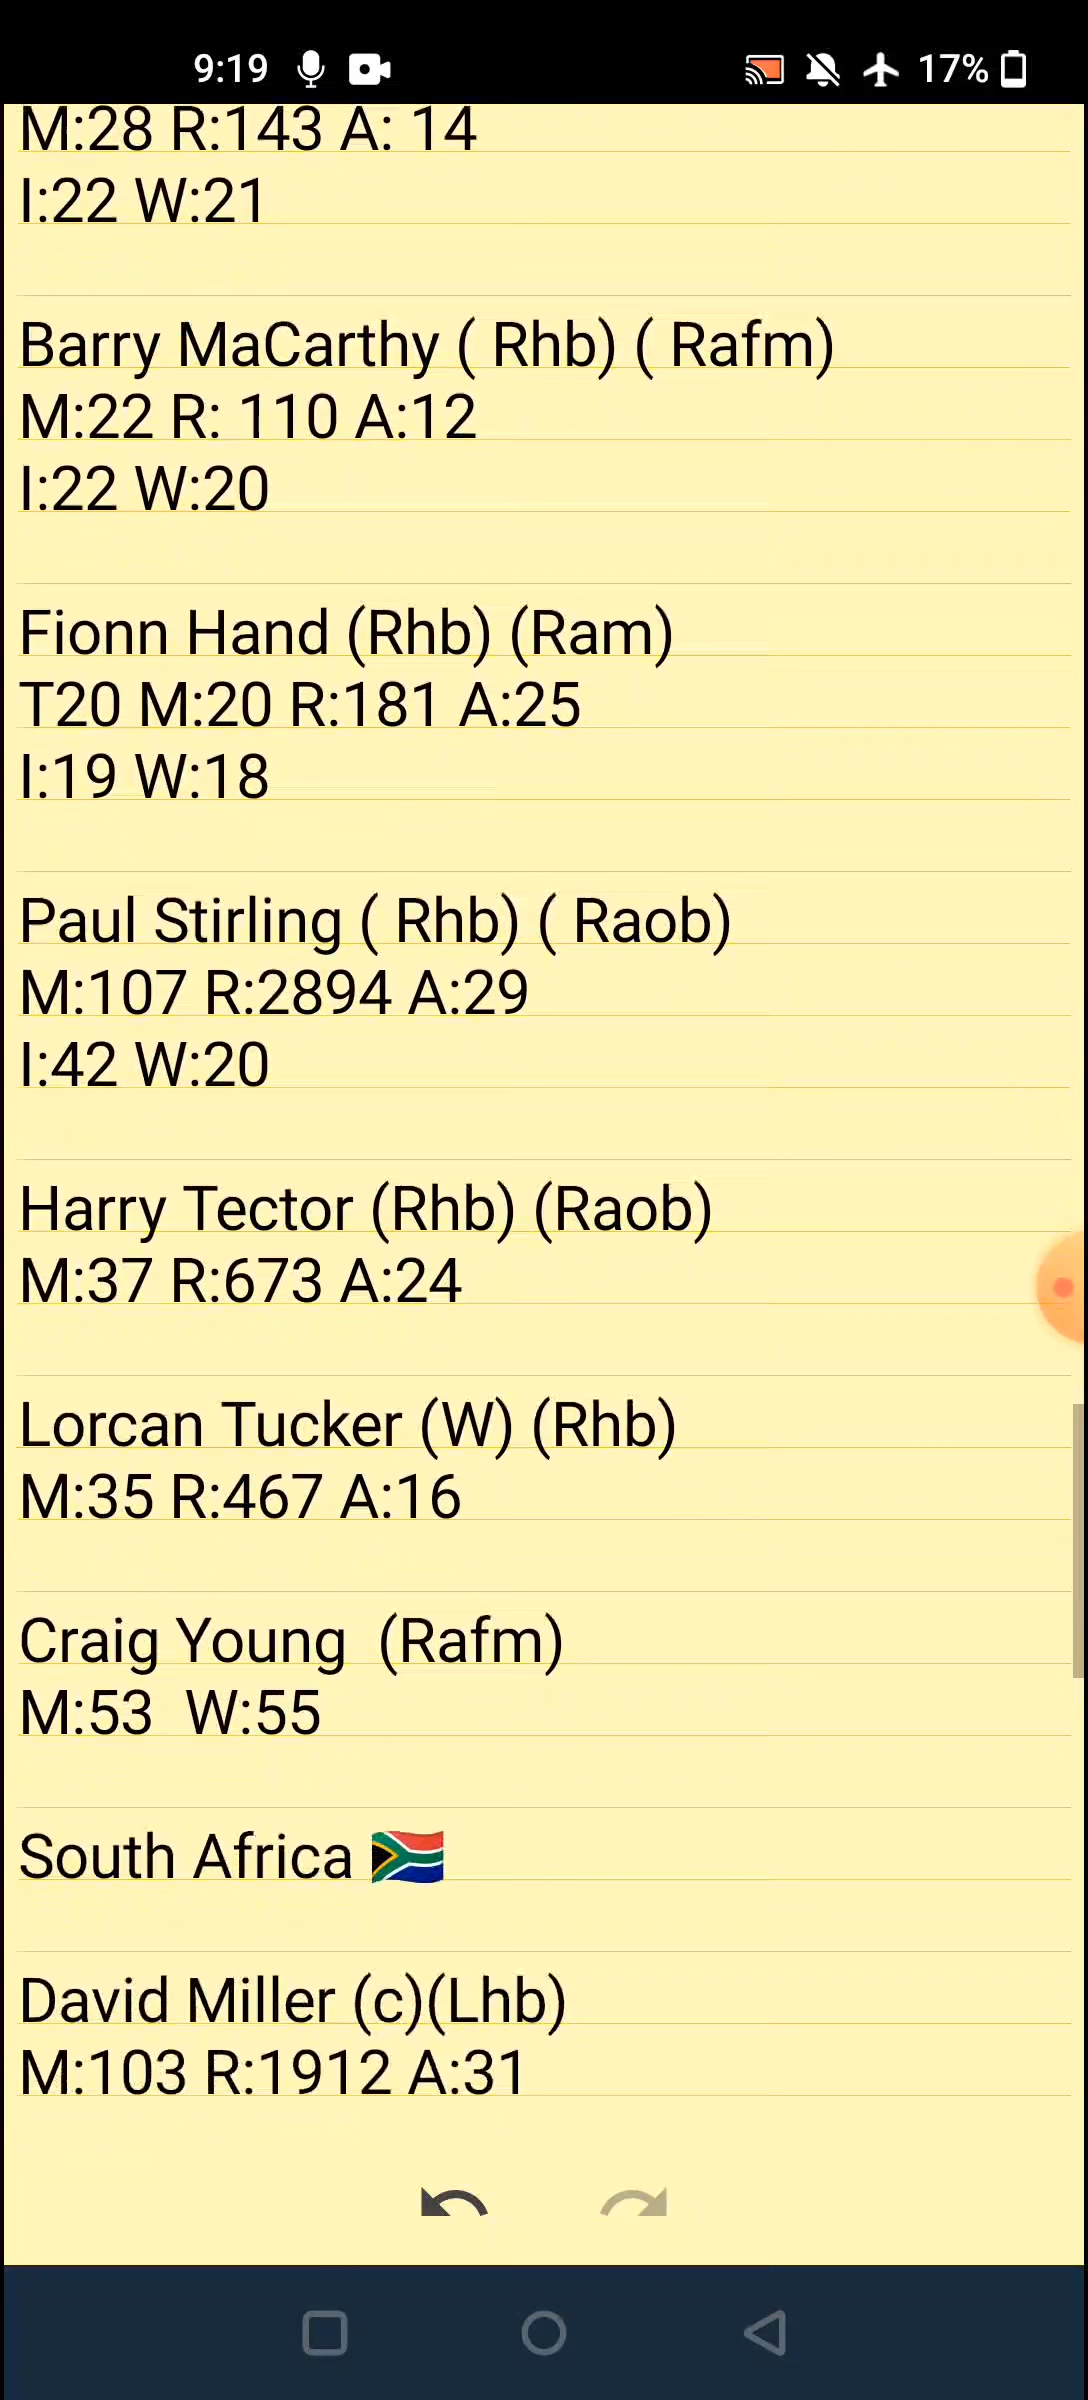 9:19 17%
M:28 R:143 A: 14
I:22 W:21
Barry MaCarthy ( Rhb) ( Rafm)
M:22 R: 110 A:12
I:22 W:20
Fionn Hand (Rhb) (Ram)
T20 M:20 R:181 A:25
I:19 W:18
Paul Stirling ( Rhb) ( Raob)
M:107 R:2894 A:29
I:42 W:20
Harry Tector (Rhb) (Raob)
M:37 R:673 A:24
Lorcan Tucker (W) (Rhb)
M:35 R:467 A:16
Craig Young  (Rafm)
M:53  W:55
South Africa 🇿🇦
David Miller (c)(Lhb)
M:103 R:1912 A:31